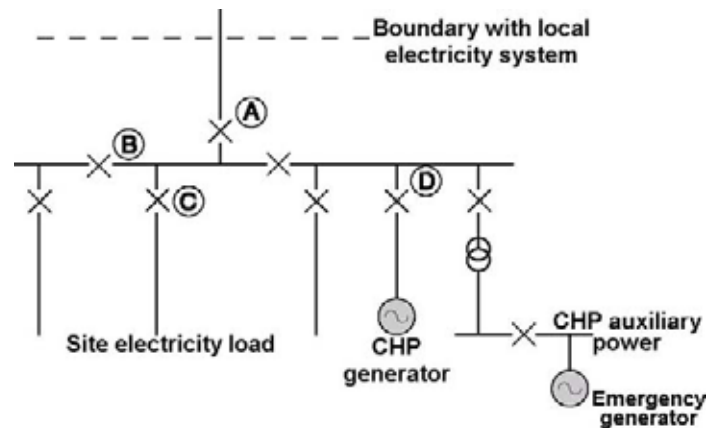 Boundary with local
electricity system
A
B
C
D
Site electricity load
CHP
generator
CHP auxiliary
power
Emergency
generator